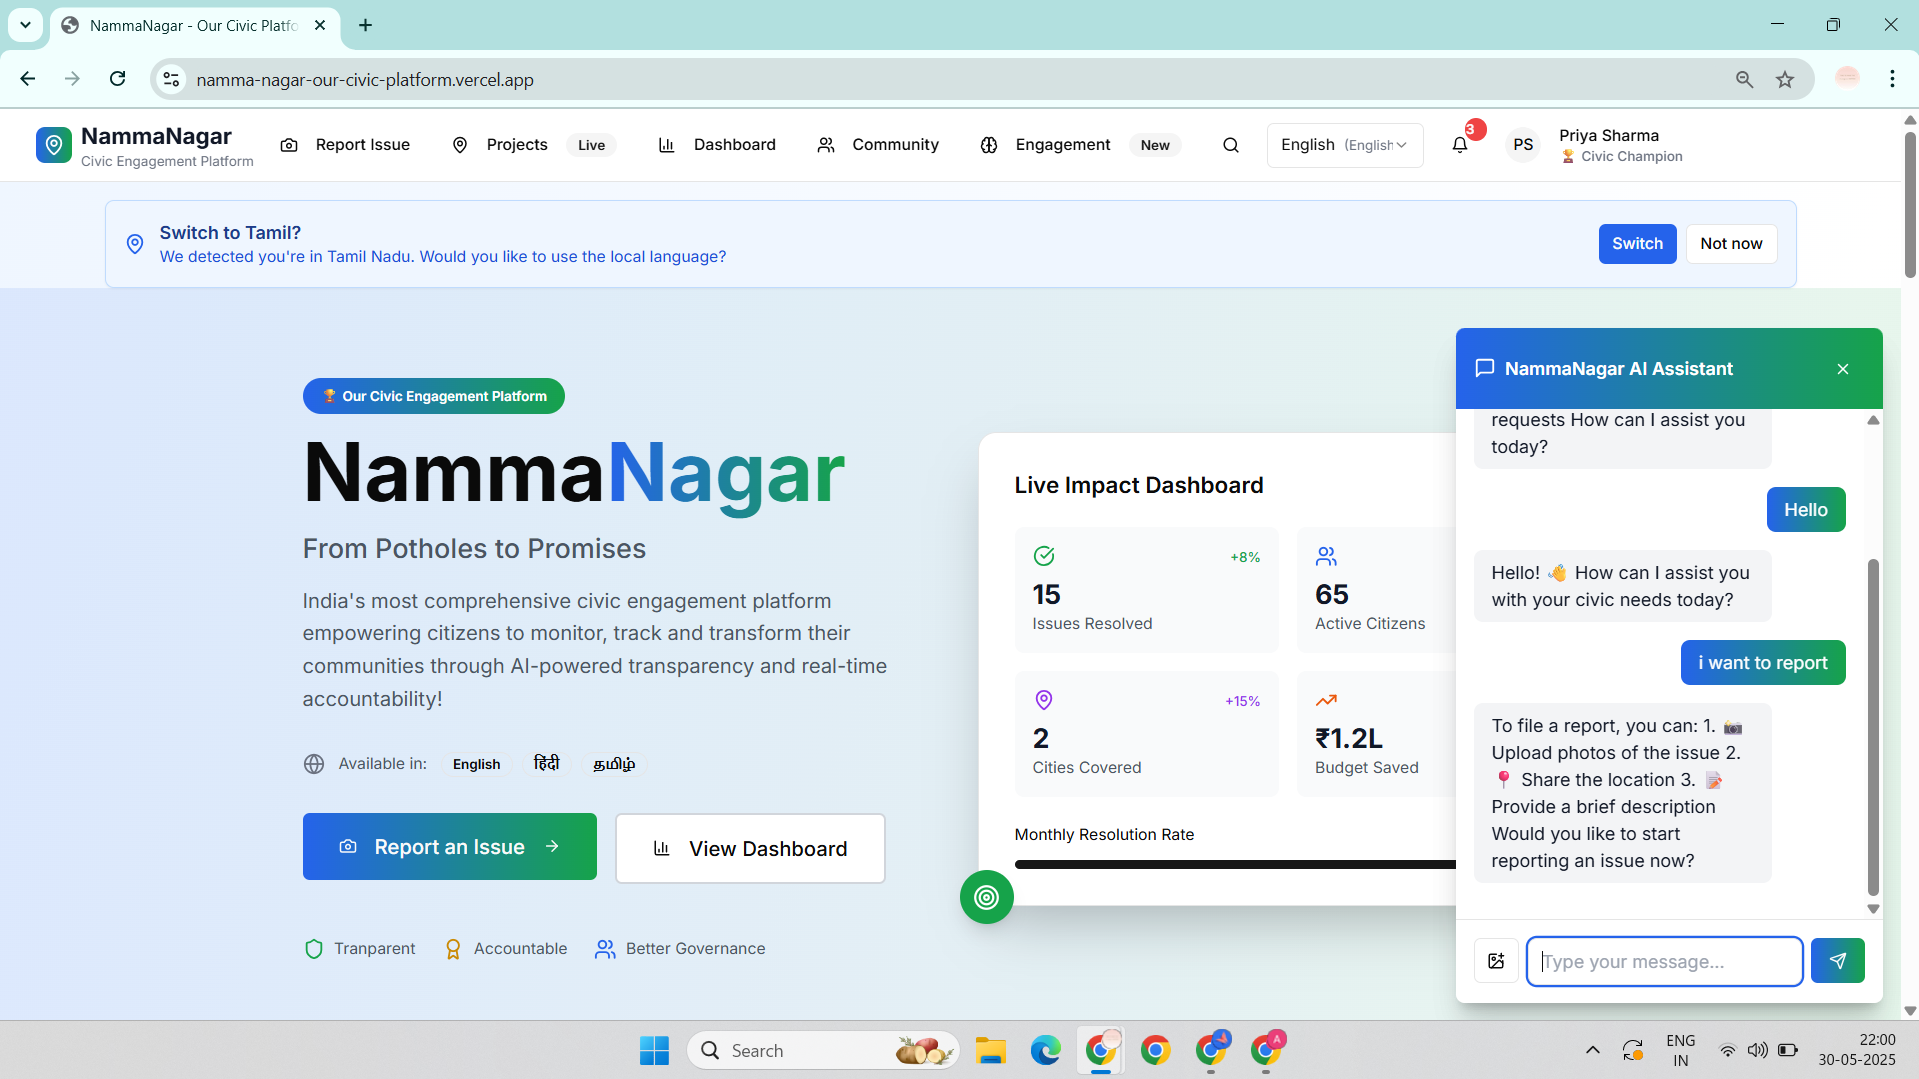 NammaNagar - Our Civic Platfo
namma-nagar-our-civic-platform.vercel.app
NammaNagar
Civic Engagement Platform
Report Issue
Projects
Live
Dashboard
Community
Engagement
New
English (English
3
PS
Priya Sharma
🏆 Civic Champion
Switch to Tamil?
We detected you're in Tamil Nadu. Would you like to use the local language?
Switch
Not now
🏆 Our Civic Engagement Platform
NammaNagar
From Potholes to Promises
India's most comprehensive civic engagement platform
empowering citizens to monitor, track and transform their
communities through AI-powered transparency and real-time
accountability!
Available in:
English
हिंदी
தமிழ்
Report an Issue
View Dashboard
Tranparent
Accountable
Better Governance
Live Impact Dashboard
+8%
15
Issues Resolved
65
Active Citizens
+15%
2
Cities Covered
₹1.2L
Budget Saved
Monthly Resolution Rate
NammaNagar AI Assistant
requests How can I assist you
today?
Hello
Hello! 👋 How can I assist you
with your civic needs today?
i want to report
To file a report, you can: 1. 📸
Upload photos of the issue 2.
📍 Share the location 3. 📝
Provide a brief description
Would you like to start
reporting an issue now?
Type your message...
Search
A
ENG
IN
22:00
30-05-2025